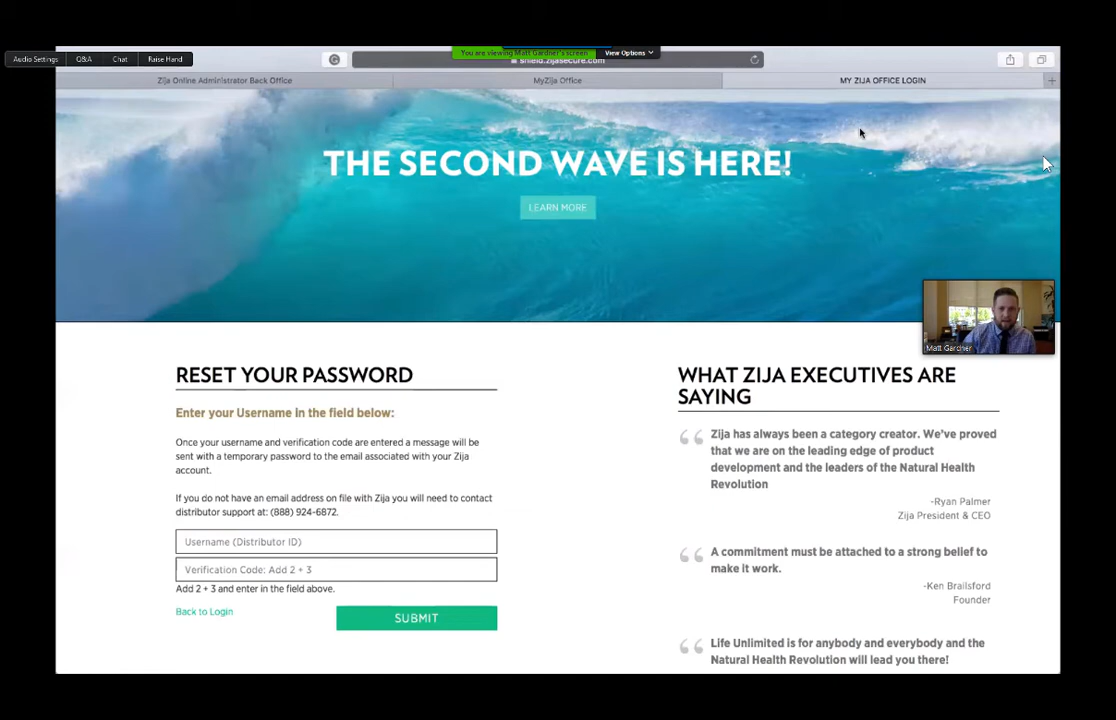 You are viewing Matt Gardner's screen
View Options
Audio Settings
Q&A
Chat
Raise Hand
shield.zijasecure.com
Zija Online Administrator Back Office
MyZija Office
MY ZIJA OFFICE LOGIN
THE SECOND WAVE IS HERE!
LEARN MORE
Matt Gardner
RESET YOUR PASSWORD
Enter your Username in the field below:
Once your username and verification code are entered a message will be
sent with a temporary password to the email associated with your Zija
account.
If you do not have an email address on file with Zija you will need to contact
distributor support at: (888) 924-6872.
Username (Distributor ID)
Verification Code: Add 2 + 3
Add 2 + 3 and enter in the field above.
Back to Login
SUBMIT
WHAT ZIJA EXECUTIVES ARE
SAYING
Zija has always been a category creator. We've proved
that we are on the leading edge of product
development and the leaders of the Natural Health
Revolution
-Ryan Palmer
Zija President & CEO
A commitment must be attached to a strong belief to
make it work.
-Ken Brailsford
Founder
Life Unlimited is for anybody and everybody and the
Natural Health Revolution will lead you there!